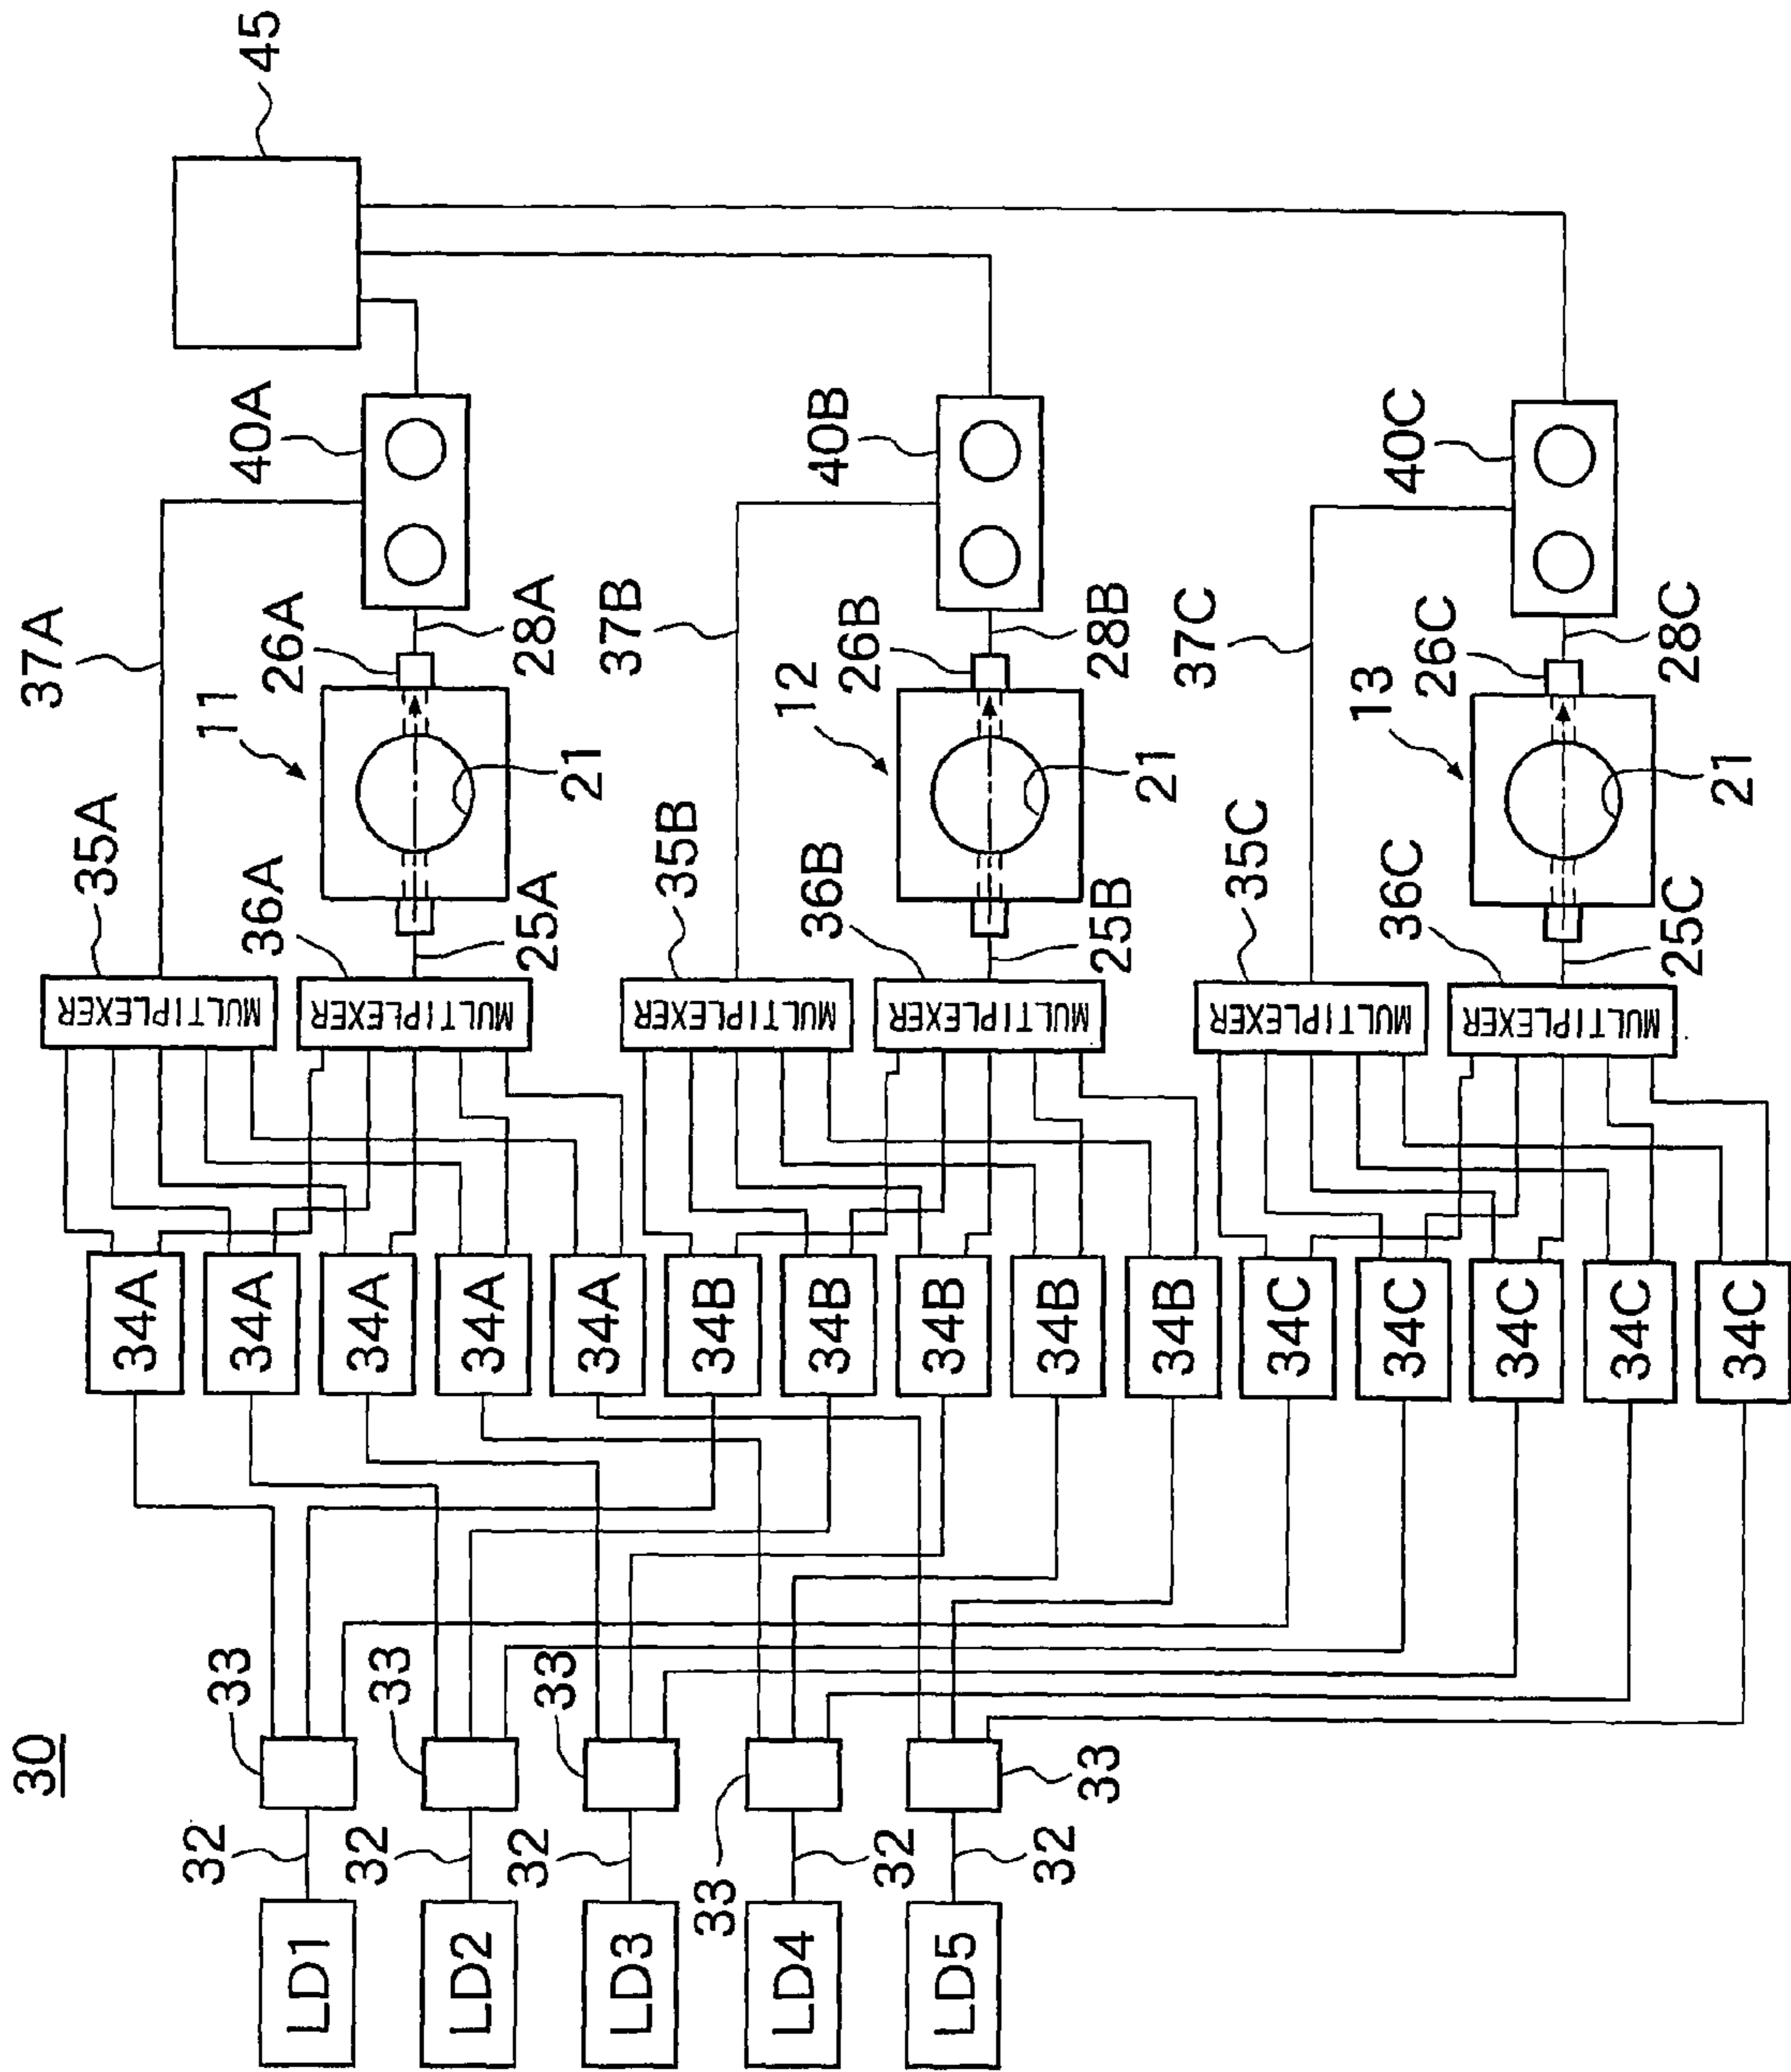 30
LD1
LD2
LD3
LD4
LD5
32
32
32
32
32
33
33
33
33
33
34A
34A
34A
34A
34A
34B
34B
34B
34B
34B
34C
34C
34C
34C
34C
MULTIPLEXER
MULTIPLEXER
MULTIPLEXER
MULTIPLEXER
MULTIPLEXER
MULTIPLEXER
35A
36A
35B
36B
35C
36C
25A
25B
25C
37A
11
21
26A
28A
37B
12
21
26B
28B
37C
13
21
26C
28C
40A
40B
40C
45